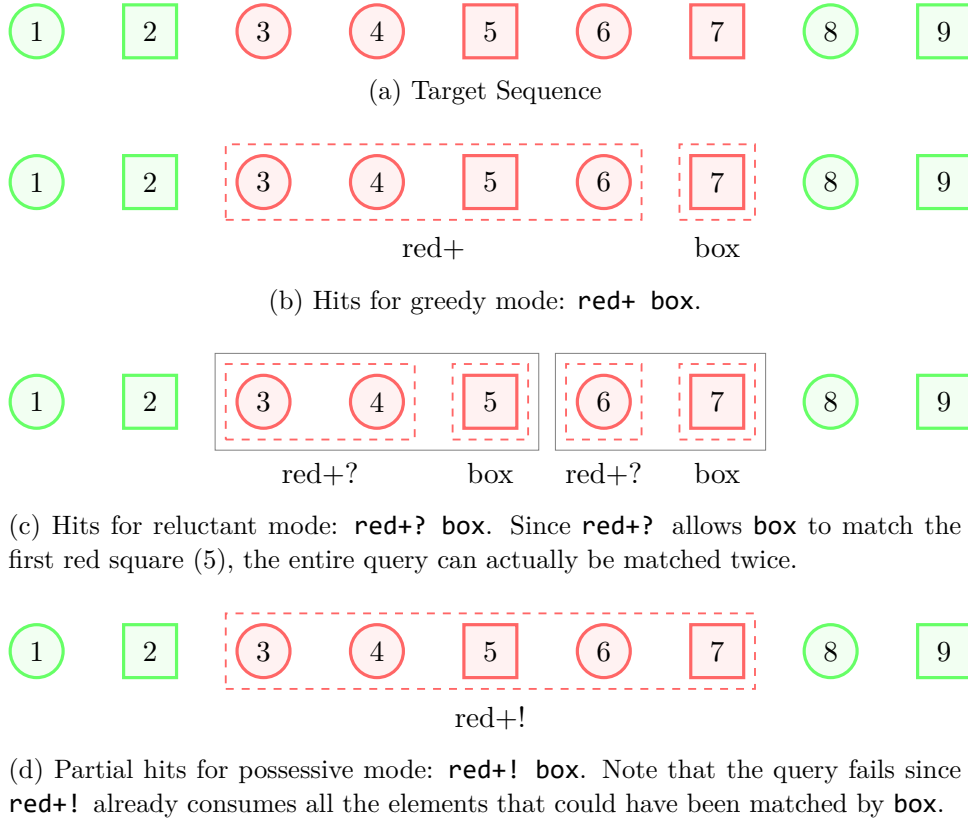 1 2 3 4 5 6 7 8 9
(a) Target Sequence
1 2 3 4 5 6 7 8 9
red+ box
(b) Hits for greedy mode: red+ box.
1 2 3 4 5 6 7 8 9
red+? box red+? box
(c) Hits for reluctant mode: red+? box. Since red+? allows box to match the
first red square (5), the entire query can actually be matched twice.
1 2 3 4 5 6 7 8 9
red+!
(d) Partial hits for possessive mode: red+! box. Note that the query fails since
red+! already consumes all the elements that could have been matched by box.